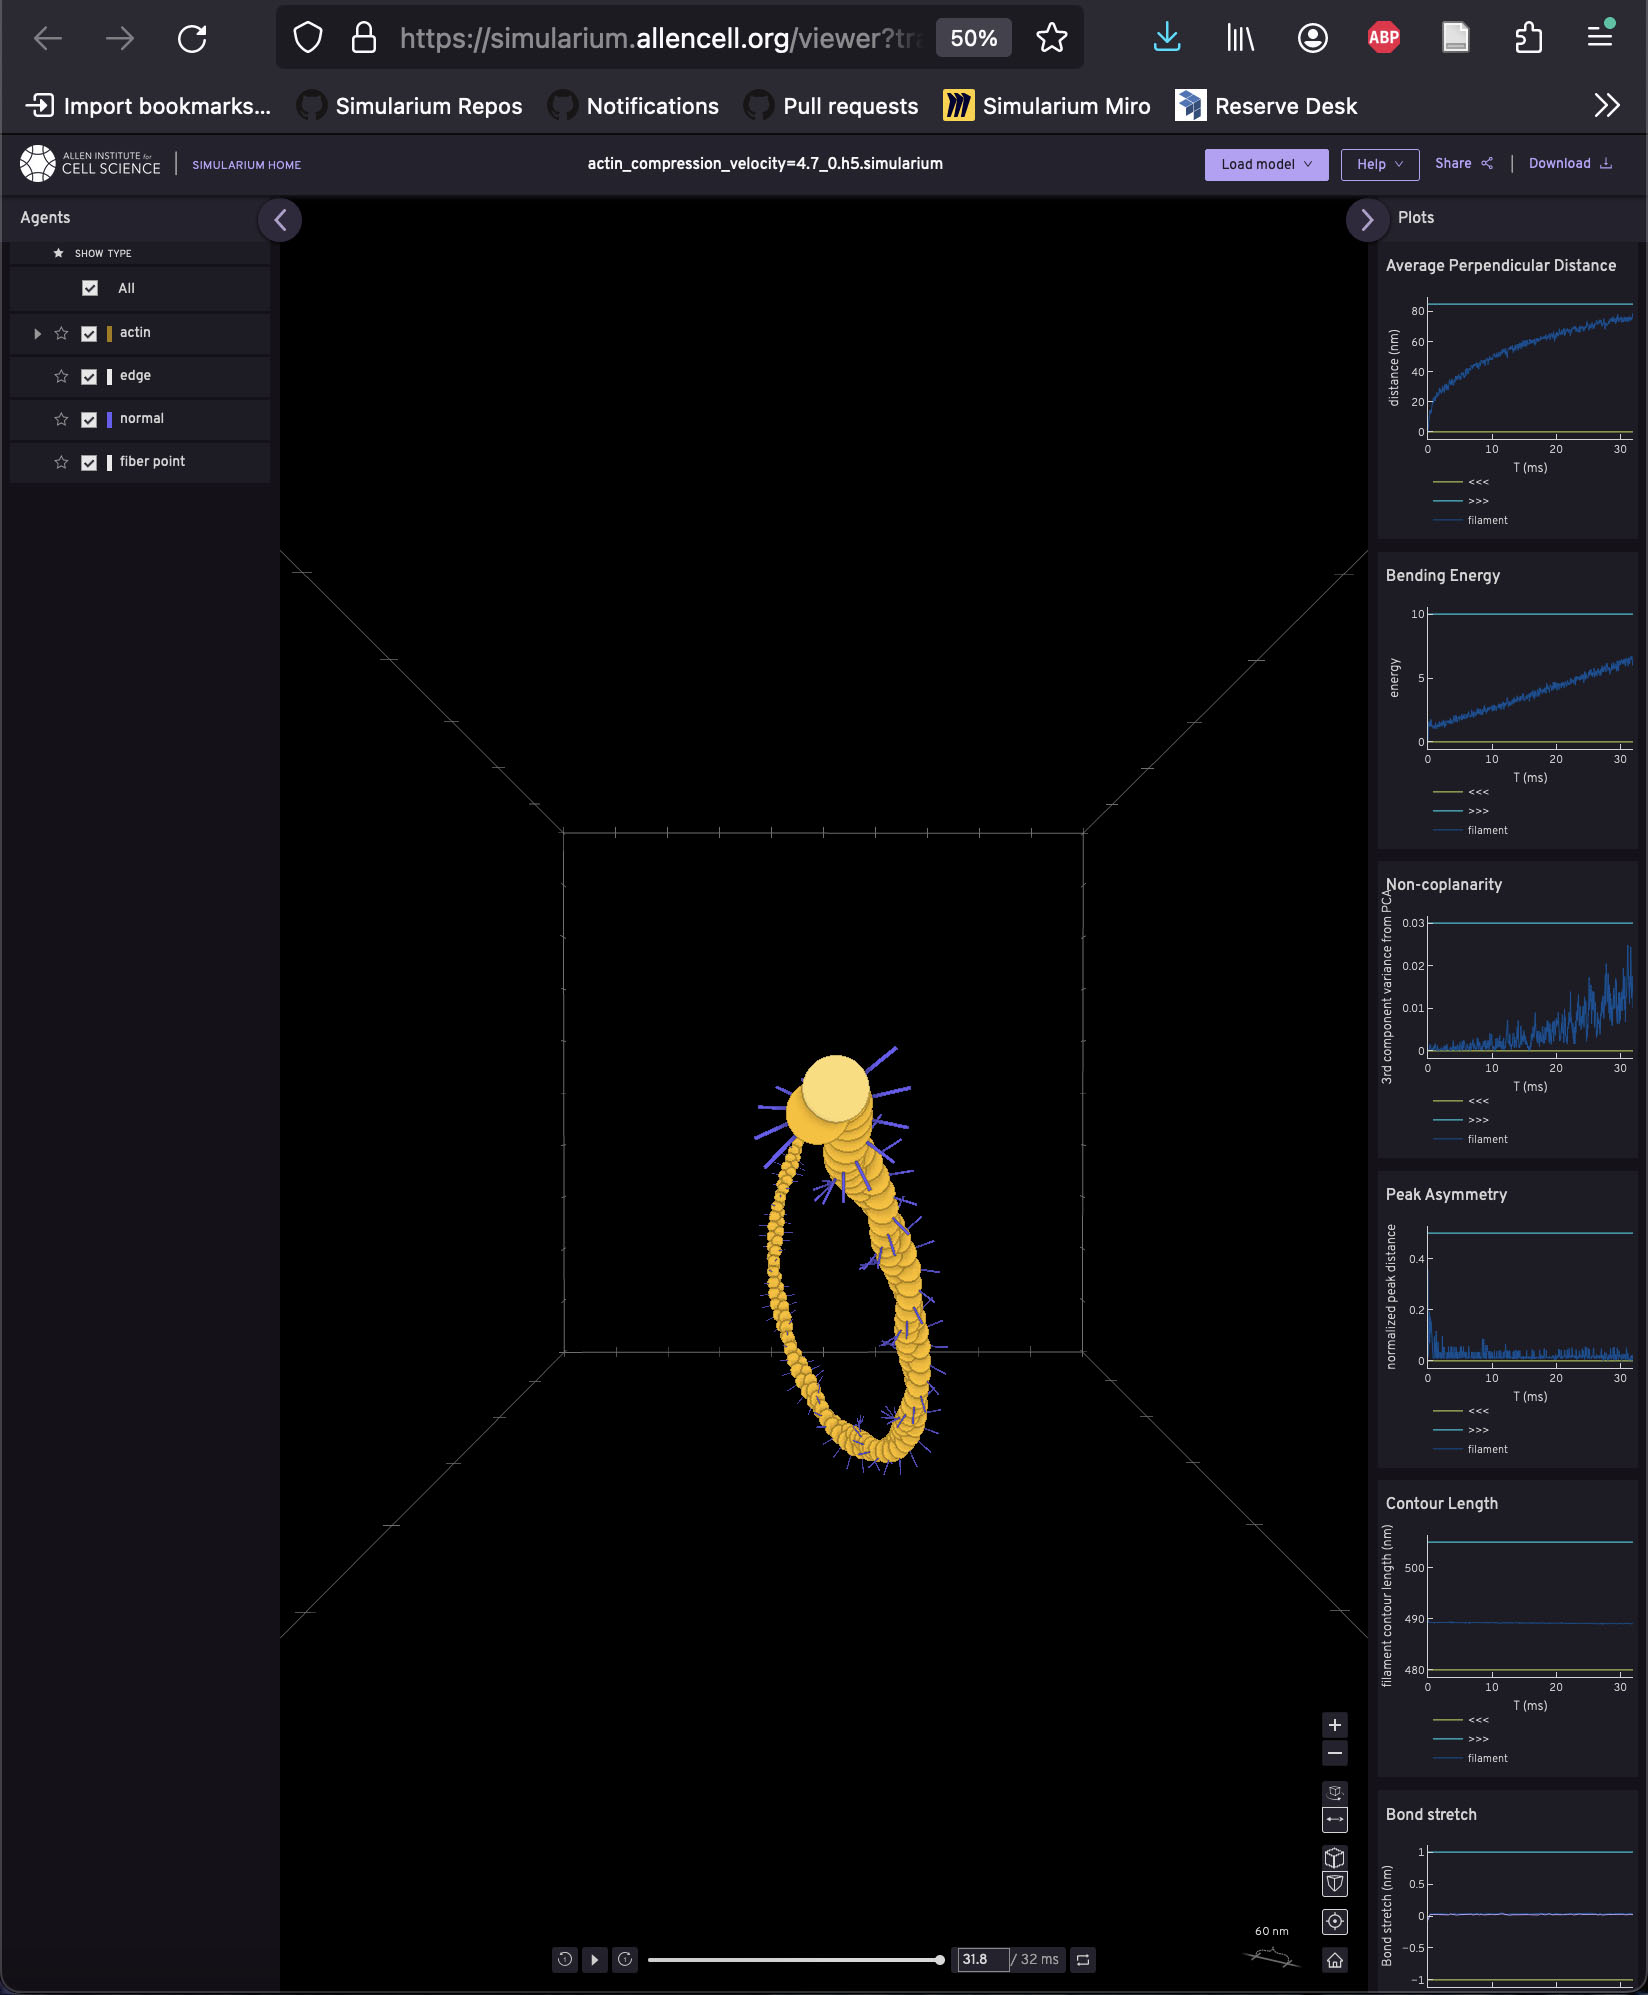 https://simularium.allencell.org/viewer?tra
50%
ABP
Import bookmarks...
Simularium Repos
Notifications
Pull requests
Simularium Miro
Reserve Desk
ALLEN INSTITUTE for
CELL SCIENCE
SIMULARIUM HOME
actin_compression_velocity=4.7_0.h5.simularium
Load model
Help
Share
Download
Agents
SHOW TYPE
All
actin
edge
normal
fiber point
31.8 / 32 ms
60 nm
Plots
Average Perpendicular Distance
distance (nm)
80
60
40
20
0
0 10 20 30
T (ms)
<<<
>>>
filament
Bending Energy
energy
10
5
0
0 10 20 30
T (ms)
<<<
>>>
filament
Non-coplanarity
3rd component variance from PCA
0.03
0.02
0.01
0
0 10 20 30
T (ms)
<<<
>>>
filament
Peak Asymmetry
normalized peak distance
0.4
0.2
0
0 10 20 30
T (ms)
<<<
>>>
filament
Contour Length
filament contour length (nm)
500
490
480
0 10 20 30
T (ms)
<<<
>>>
filament
Bond stretch
Bond stretch (nm)
1
0.5
0
−0.5
−1